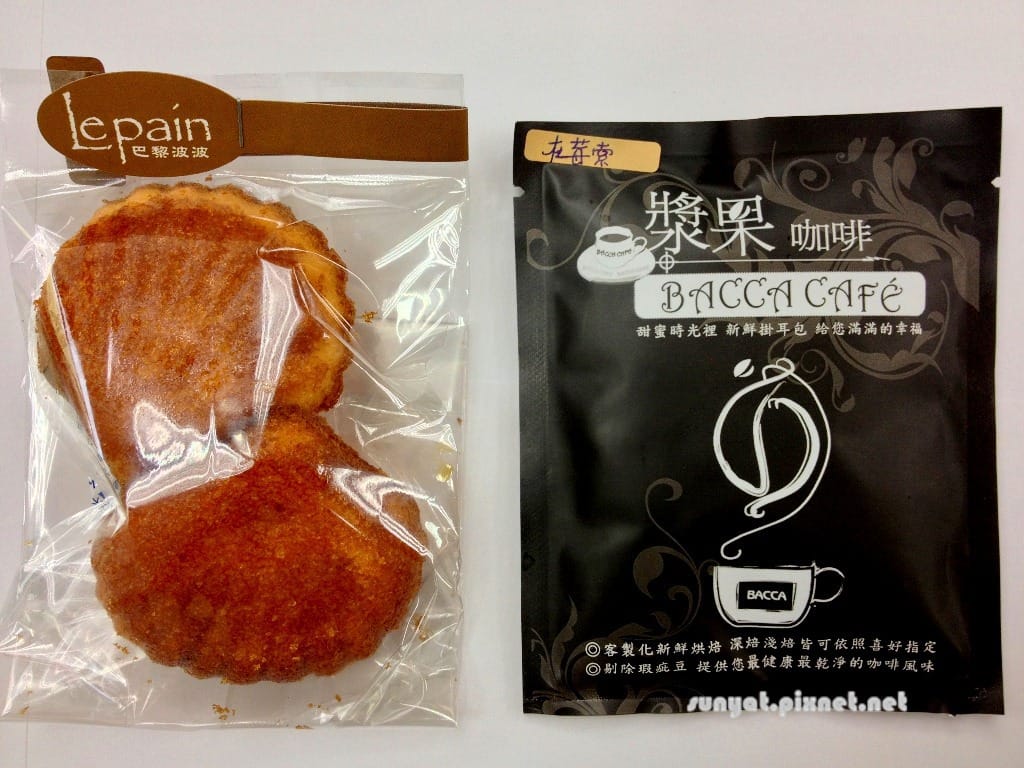 Lepain
巴黎波波
漿果 咖啡
BACCA CAFÉ
BACCA CAFÉ
甜蜜時光裡 新鮮掛耳包 給您滿滿的幸福
BACCA
◎客製化新鮮烘焙 深焙淺焙皆可依照喜好指定
◎剔除瑕疵豆 提供您最健康最乾淨的咖啡風味
sunyat.pixnet.net